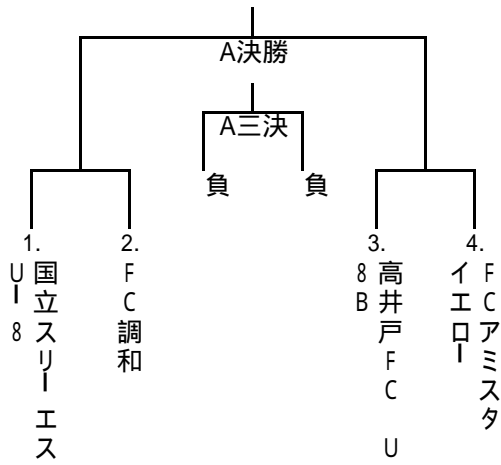 A決勝
A三決
負
負
1.
2.
3.
4.
国立スリーエス
U-8
FC調和
高井戸FC U
8B
FCアミスタ
イエロー